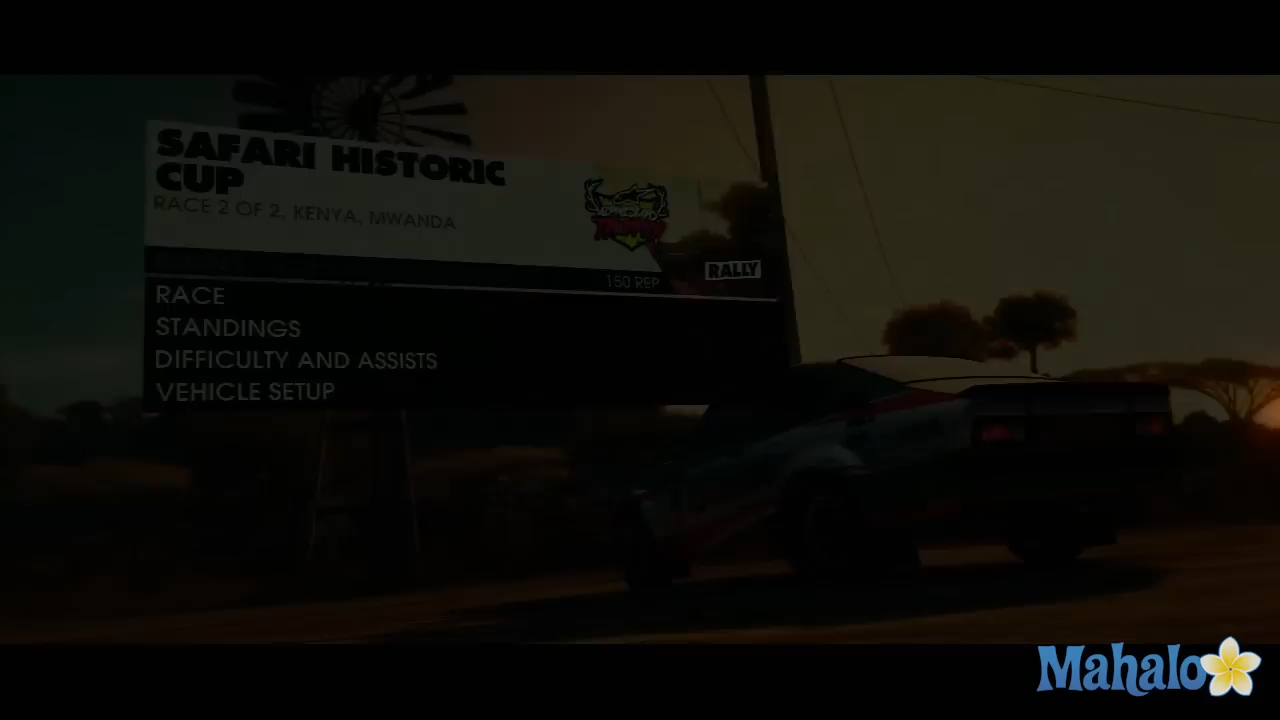 SAFARI HISTORIC
CUP
RACE 2 OF 2, KENYA, MWANDA
150 REP
RALLY
RACE
STANDINGS
DIFFICULTY AND ASSISTS
VEHICLE SETUP
Mahalo